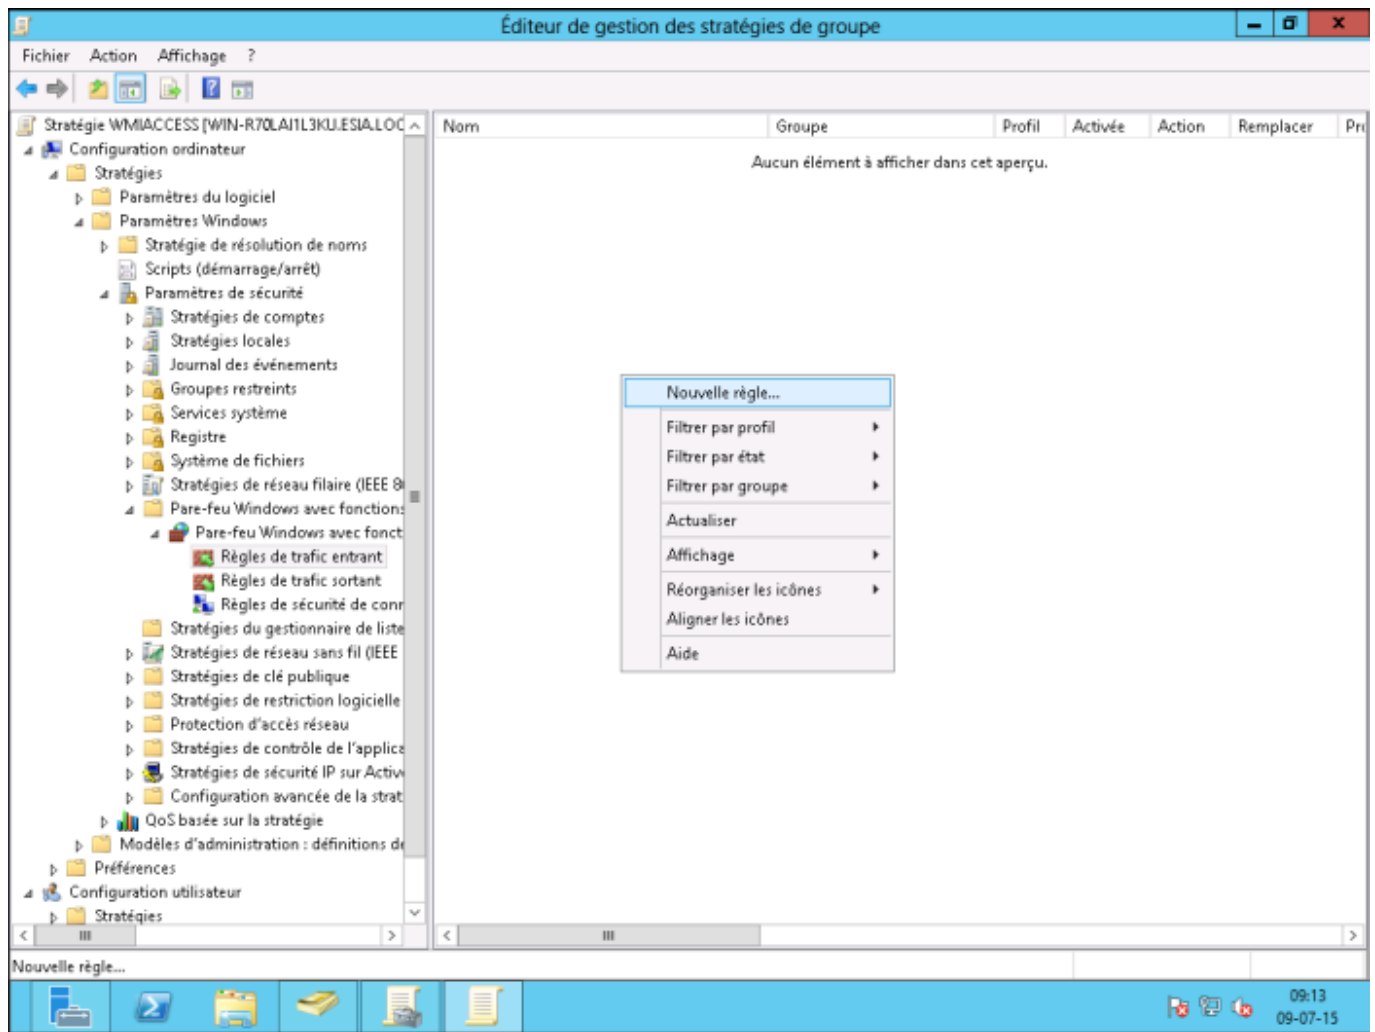 Éditeur de gestion des stratégies de groupe
Fichier Action Affichage ?
Stratégie WMIACCESS [WIN-R70LAI1L3KU.ESIA.LOC
Configuration ordinateur
Stratégies
Paramètres du logiciel
Paramètres Windows
Stratégie de résolution de noms
Scripts (démarrage/arrêt)
Paramètres de sécurité
Stratégies de comptes
Stratégies locales
Journal des événements
Groupes restreints
Services système
Registre
Système de fichiers
Stratégies de réseau filaire (IEEE 8
Pare-feu Windows avec fonctions
Pare-feu Windows avec fonct
Règles de trafic entrant
Règles de trafic sortant
Règles de sécurité de conn
Stratégies du gestionnaire de liste
Stratégies de réseau sans fil (IEEE
Stratégies de clé publique
Stratégies de restriction logicielle
Protection d'accès réseau
Stratégies de contrôle de l'applica
Stratégies de sécurité IP sur Active
Configuration avancée de la strat
QoS basée sur la stratégie
Modèles d'administration : définitions de
Préférences
Configuration utilisateur
Stratégies
Nom Groupe Profil Activée Action Remplacer Pro
Aucun élément à afficher dans cet aperçu.
Nouvelle règle...
Filtrer par profil
Filtrer par état
Filtrer par groupe
Actualiser
Affichage
Réorganiser les icônes
Aligner les icônes
Aide
Nouvelle règle...
09:13
09-07-15